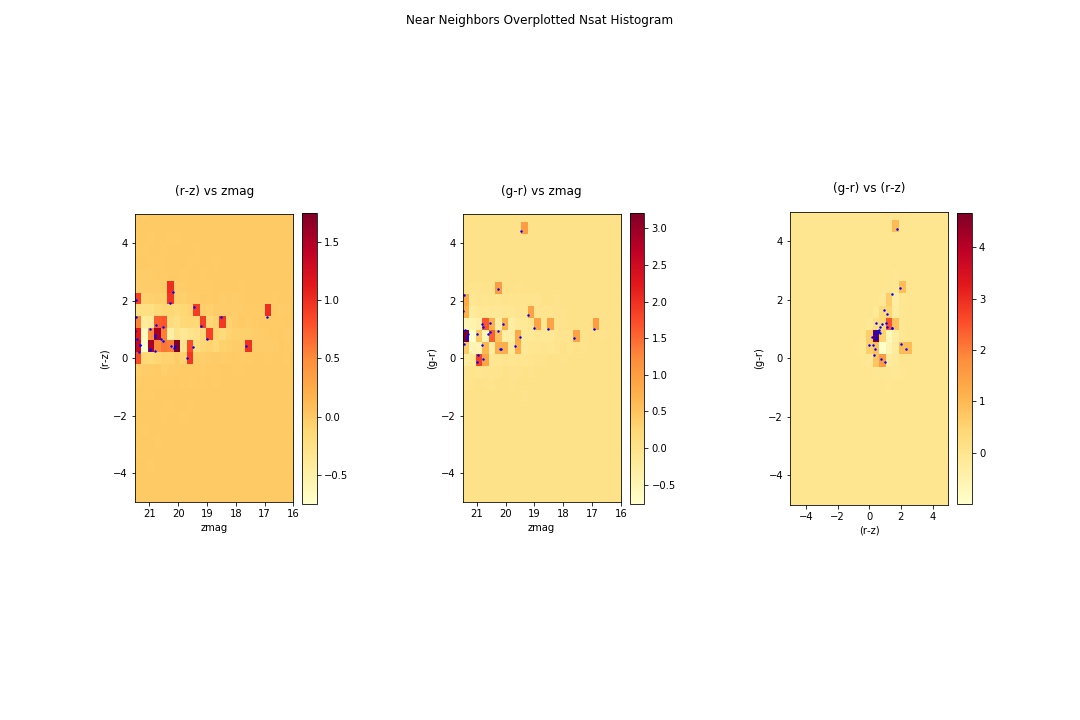 Near Neighbors Overplotted Nsat Histogram
(r-z) vs zmag
4
2
0
−2
−4
(r-z)
21 20 19 18 17 16
zmag
1.5
1.0
0.5
0.0
−0.5
(g-r) vs zmag
4
2
0
−2
−4
(g-r)
21 20 19 18 17 16
zmag
3.0
2.5
2.0
1.5
1.0
0.5
0.0
−0.5
(g-r) vs (r-z)
4
2
0
−2
−4
(g-r)
−4 −2 0 2 4
(r-z)
4
3
2
1
0